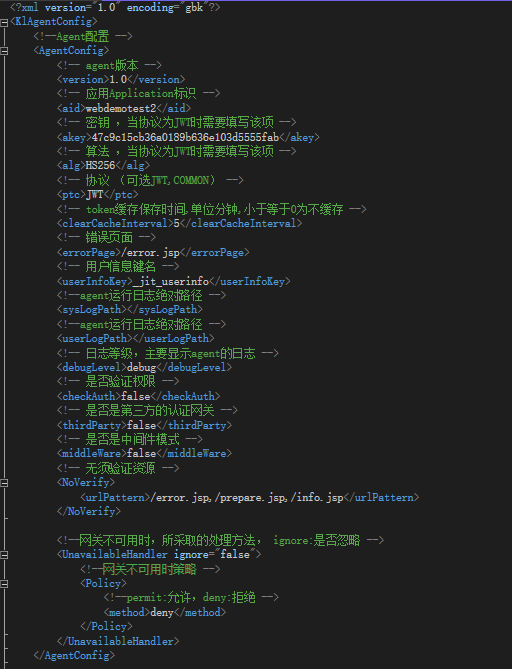 <?xml version="1.0" encoding="gbk"?>
<KlAgentConfig>
<!--Agent配置 -->
<AgentConfig>
<!-- agent版本 -->
<version>1.0</version>
<!-- 应用Application标识 -->
<aid>webdemotest2</aid>
<!-- 密钥 ，当协议为JWT时需要填写该项 -->
<akey>47c9c15cb36a0189b636e103d5555fab</akey>
<!-- 算法 ，当协议为JWT时需要填写该项 -->
<alg>HS256</alg>
<!-- 协议 （可选JWT,COMMON） -->
<ptc>JWT</ptc>
<!-- token缓存保存时间,单位分钟,小于等于0为不缓存 -->
<clearCacheInterval>5</clearCacheInterval>
<!-- 错误页面 -->
<errorPage>/error.jsp</errorPage>
<!-- 用户信息键名 -->
<userInfoKey>_jit_userinfo</userInfoKey>
<!--agent运行日志绝对路径 -->
<sysLogPath></sysLogPath>
<!--agent运行日志绝对路径 -->
<userLogPath></userLogPath>
<!-- 日志等级，主要显示agent的日志 -->
<debugLevel>debug</debugLevel>
<!-- 是否验证权限 -->
<checkAuth>false</checkAuth>
<!-- 是否是第三方的认证网关 -->
<thirdParty>false</thirdParty>
<!-- 是否是中间件模式 -->
<middleWare>false</middleWare>
<!-- 无须验证资源 -->
<NoVerify>
<urlPattern>/error.jsp,/prepare.jsp,/info.jsp</urlPattern>
</NoVerify>
<!--网关不可用时，所采取的处理方法， ignore:是否忽略 -->
<UnavailableHandler ignore="false">
<!--网关不可用时策略 -->
<Policy>
<!--permit:允许，deny:拒绝 -->
<method>deny</method>
</Policy>
</UnavailableHandler>
</AgentConfig>